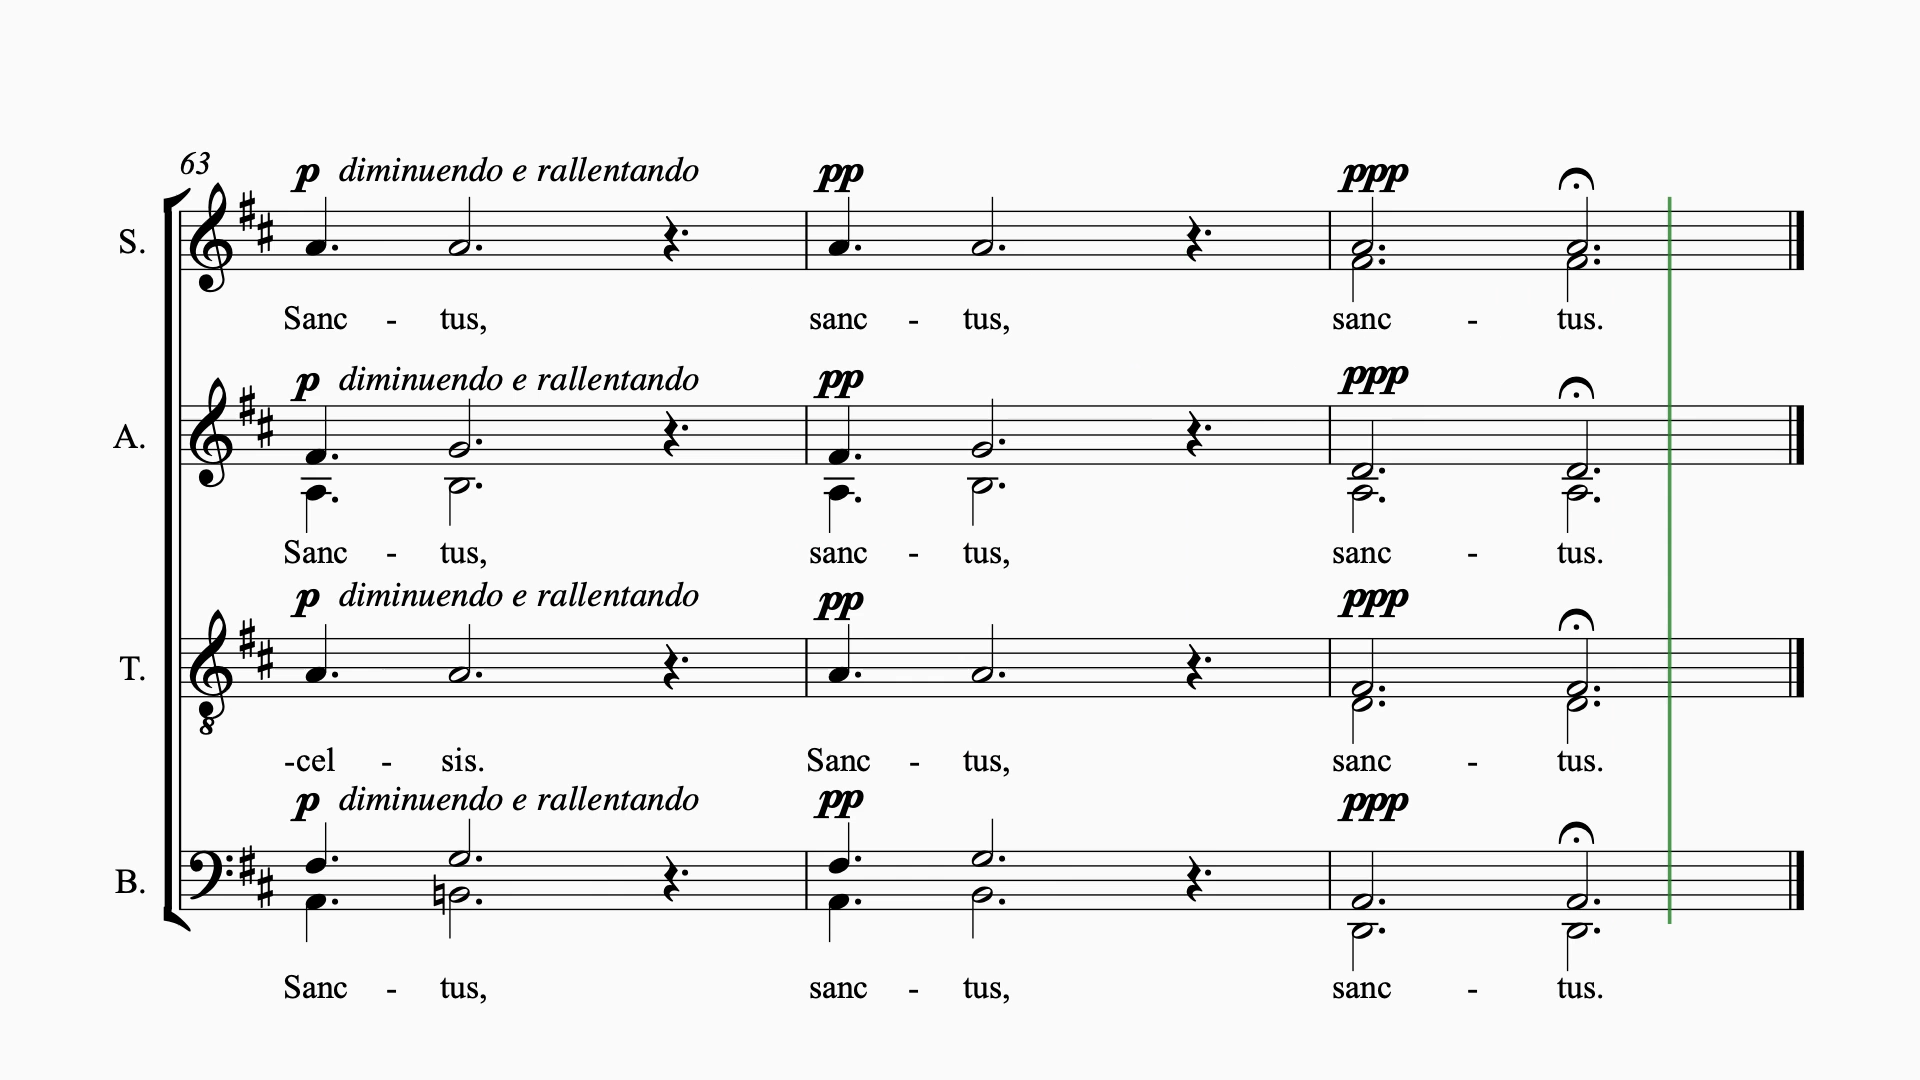 63
p diminuendo e rallentando pp ppp
S.
Sanc - tus, sanc - tus, sanc - tus.
p diminuendo e rallentando pp ppp
A.
Sanc - tus, sanc - tus, sanc - tus.
p diminuendo e rallentando pp ppp
T.
8
-cel - sis. Sanc - tus, sanc - tus.
p diminuendo e rallentando pp ppp
B.
Sanc - tus, sanc - tus, sanc - tus.